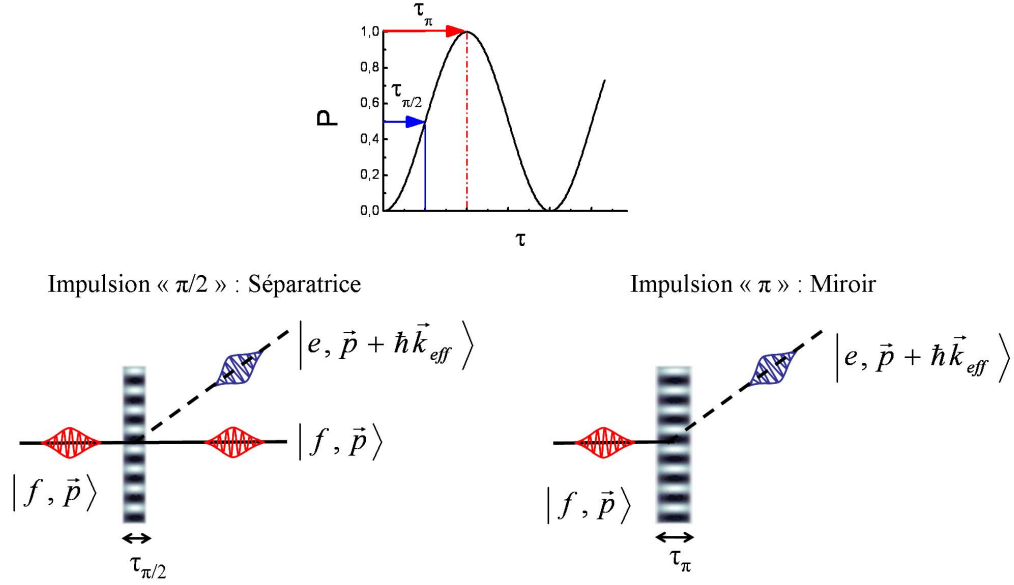 τπ
1,0
0,8
τπ/2
0,6
0,4
0,2
0,0
P
τ
Impulsion « π/2 » : Séparatrice
Impulsion « π » : Miroir
|e, p⃗ + ħk⃗eff⟩
|e, p⃗ + ħk⃗eff⟩
|f, p⃗⟩
|f, p⃗⟩
|f, p⃗⟩
τπ/2
τπ